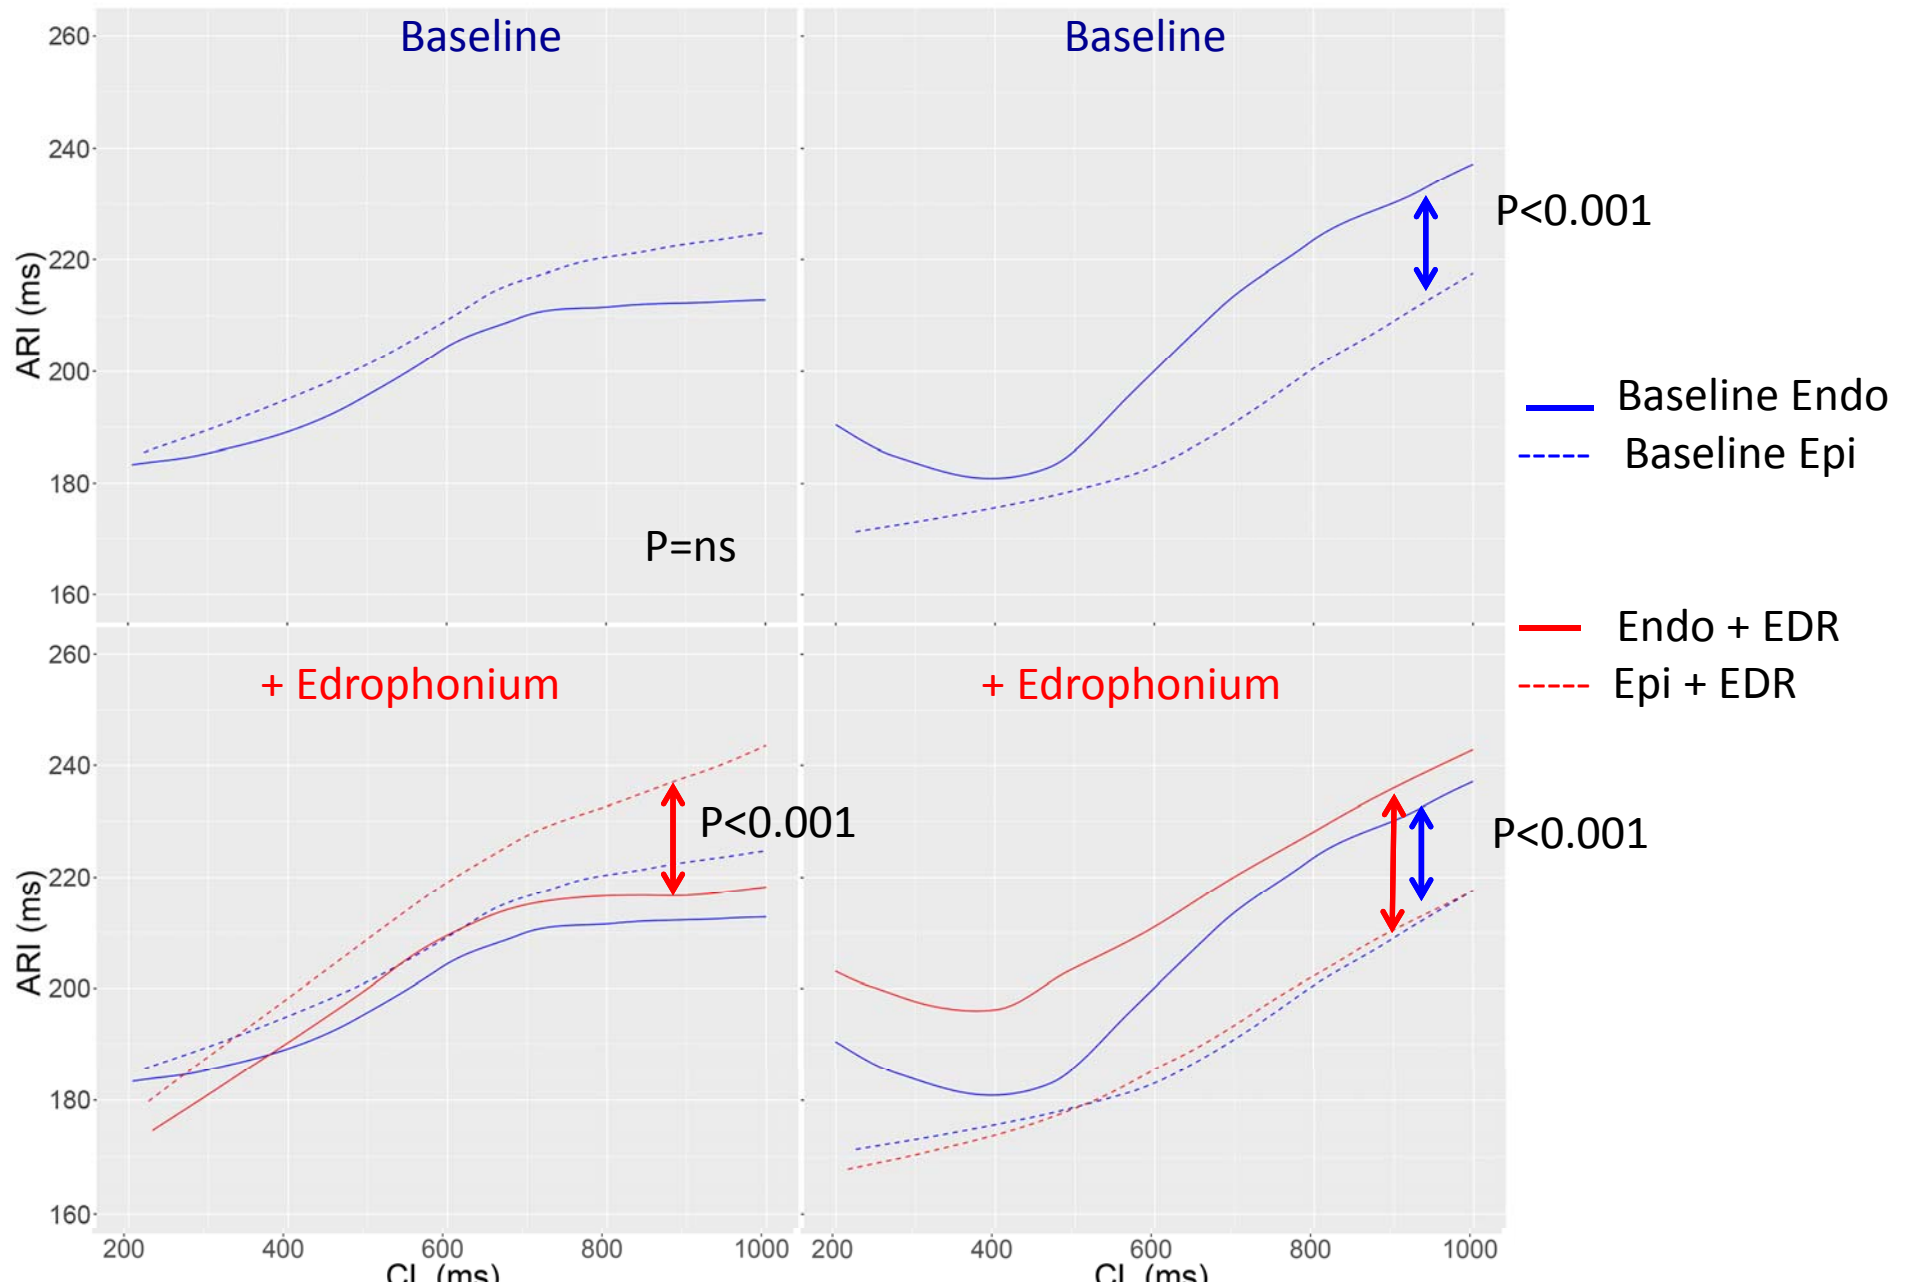 Baseline
Baseline
260
240
220
200
180
160
ARI (ms)
P=ns
P<0.001
Baseline Endo
Baseline Epi
Endo + EDR
Epi + EDR
+ Edrophonium
+ Edrophonium
260
240
220
200
180
160
ARI (ms)
P<0.001
P<0.001
200 400 600 800 1000
200 400 600 800 1000
CL (ms)
CL (ms)